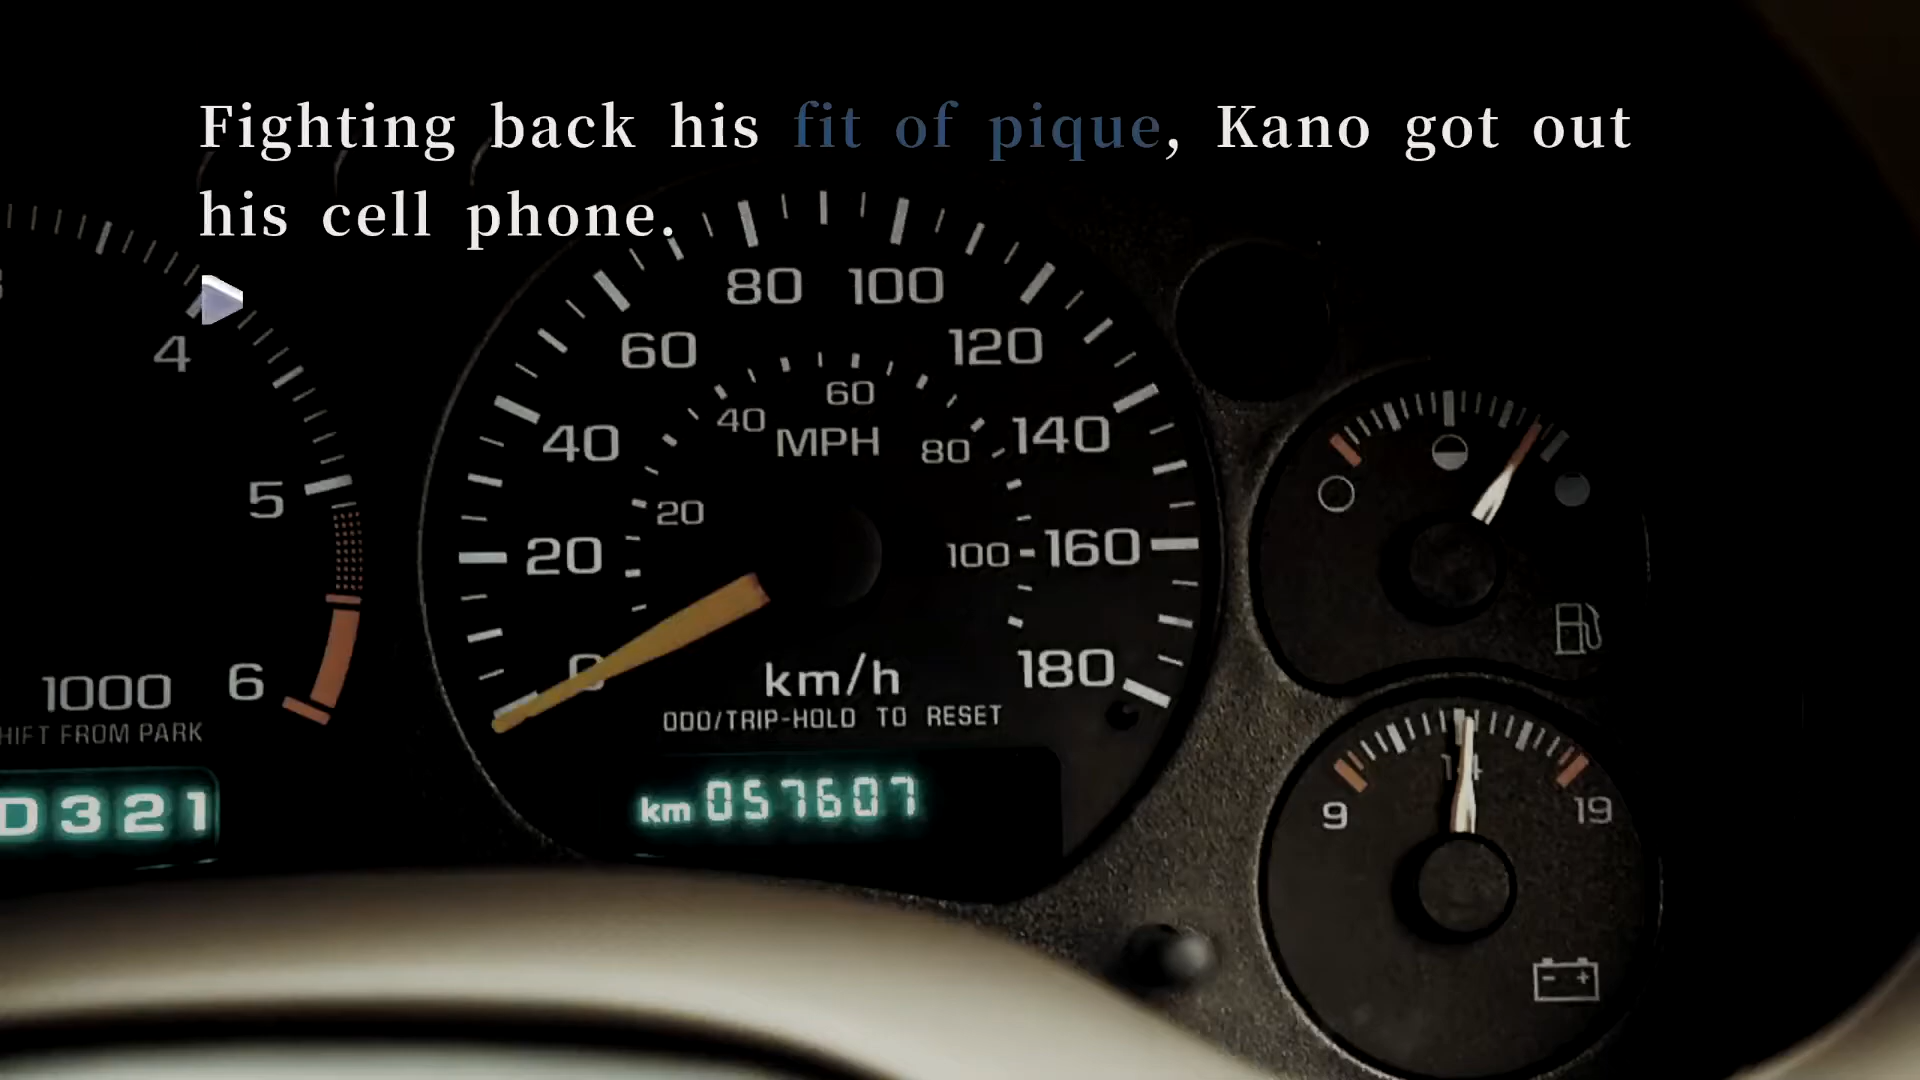 Fighting back his fit of pique, Kano got out
his cell phone.
80 100
60 120
60
40 80
40 MPH 140
4
5
20
20 100 160
0
km/h 180
1000 6
ODO/TRIP-HOLD TO RESET
HIFT FROM PARK
km 057607
D321
14
9 19
- +